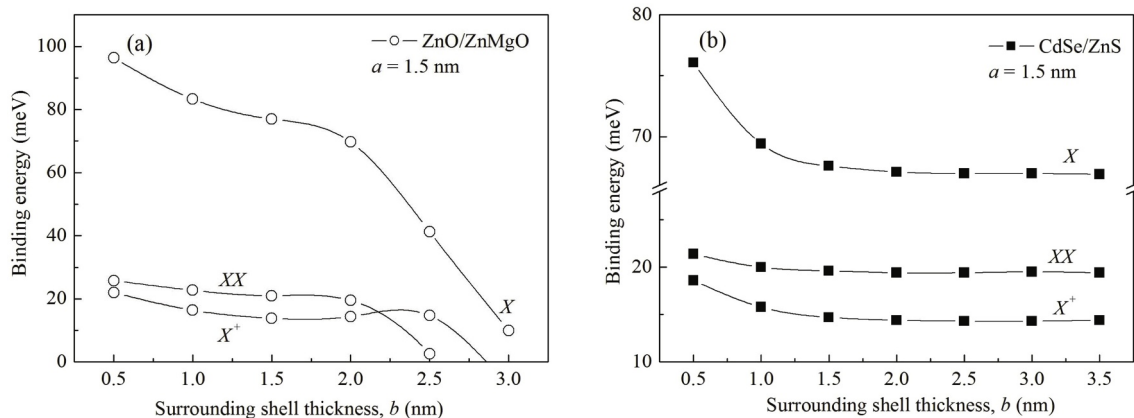 (a)
ZnO/ZnMgO
a = 1.5 nm
Binding energy (meV)
100
80
60
40
20
0
XX
X⁺
X
0.5 1.0 1.5 2.0 2.5 3.0
Surrounding shell thickness, b (nm)
(b)
CdSe/ZnS
a = 1.5 nm
Binding energy (meV)
80
70
20
10
X
XX
X⁺
0.5 1.0 1.5 2.0 2.5 3.0 3.5
Surrounding shell thickness, b (nm)